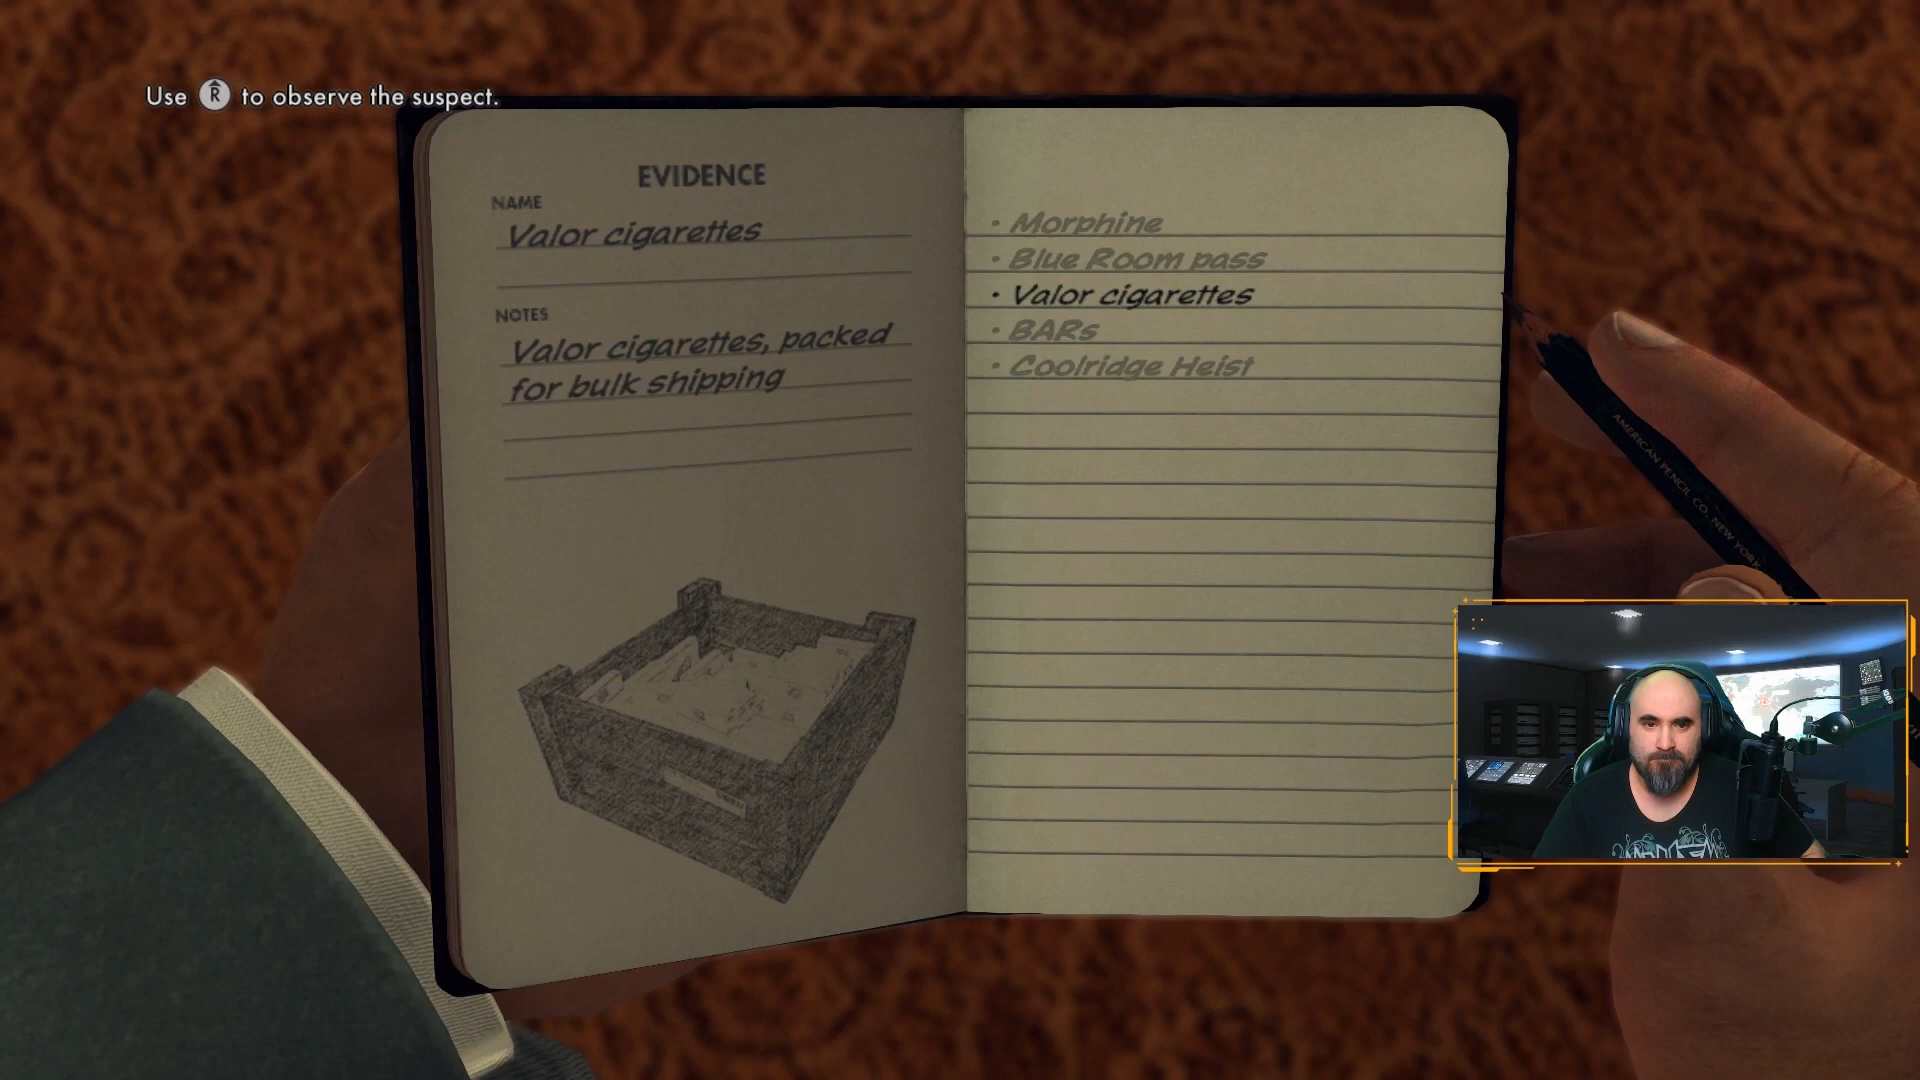 Use R to observe the suspect.
EVIDENCE
NAME
Valor cigarettes
NOTES
Valor cigarettes, packed
for bulk shipping
• Morphine
• Blue Room pass
• Valor cigarettes
• BARs
• Coolridge Heist
AMERICAN PENCIL CO. NEW YORK